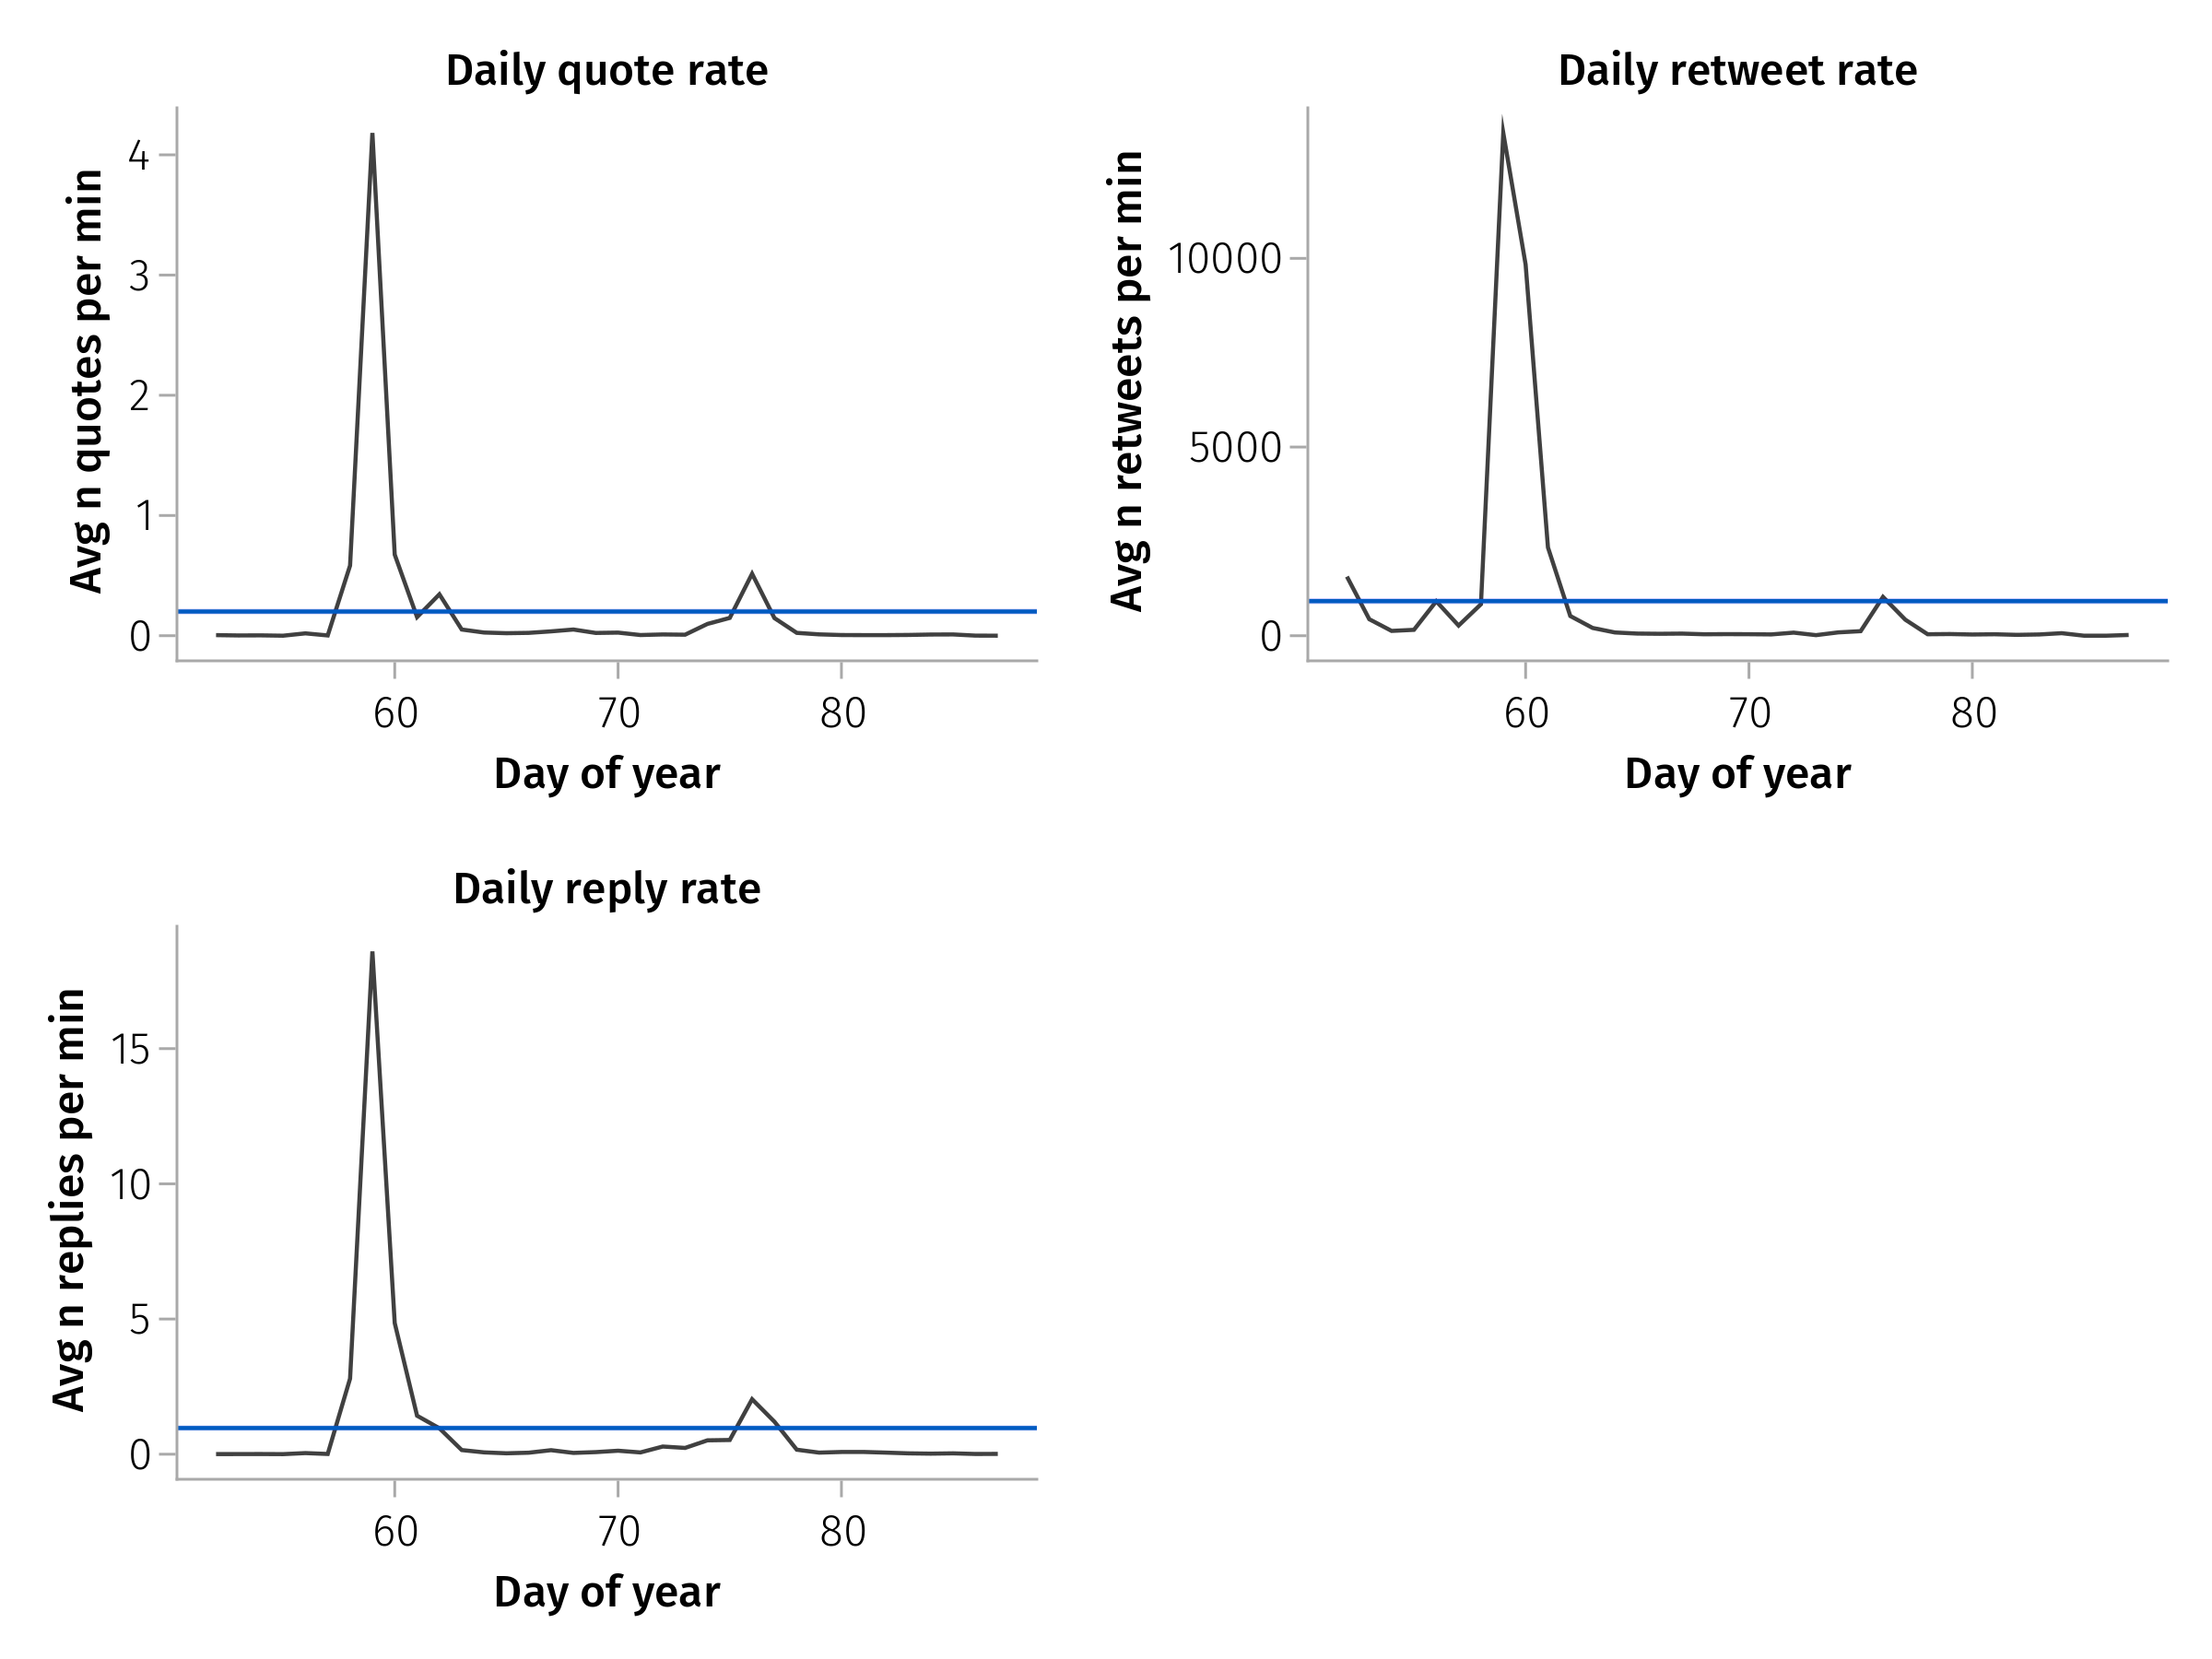 Daily quote rate
Avg n quotes per min
4
3
2
1
0
60 70 80
Day of year
Daily retweet rate
Avg n retweets per min
10000
5000
0
60 70 80
Day of year
Daily reply rate
Avg n replies per min
15
10
5
0
60 70 80
Day of year